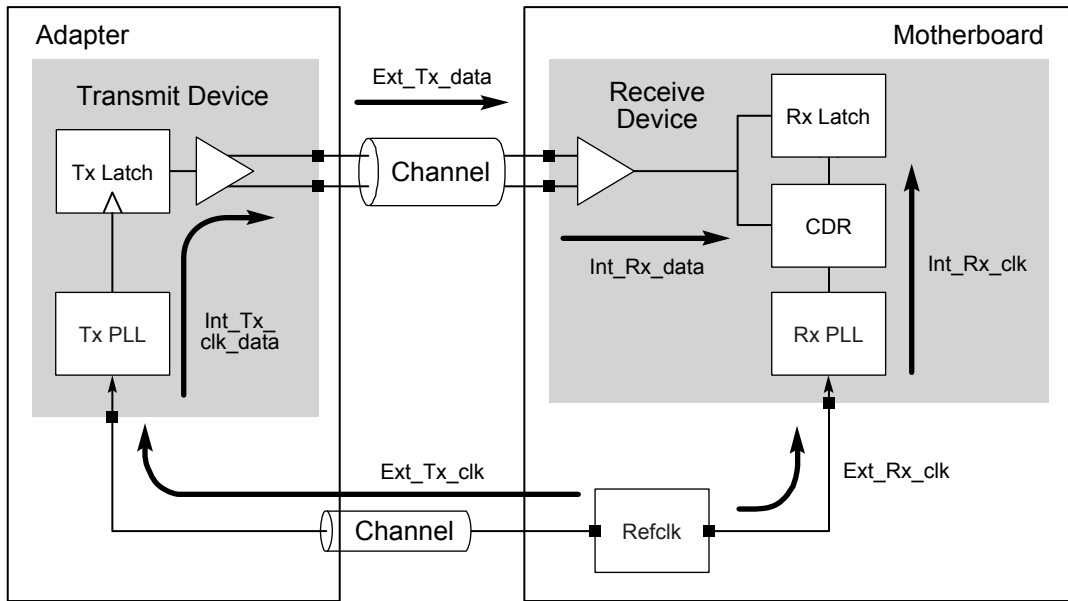 Adapter
Motherboard
Transmit Device
Ext_Tx_data
Receive
Device
Tx Latch
Channel
Rx Latch
CDR
Int_Rx_data
Int_Rx_clk
Tx PLL
Int_Tx_
clk_data
Rx PLL
Ext_Tx_clk
Ext_Rx_clk
Channel
Refclk